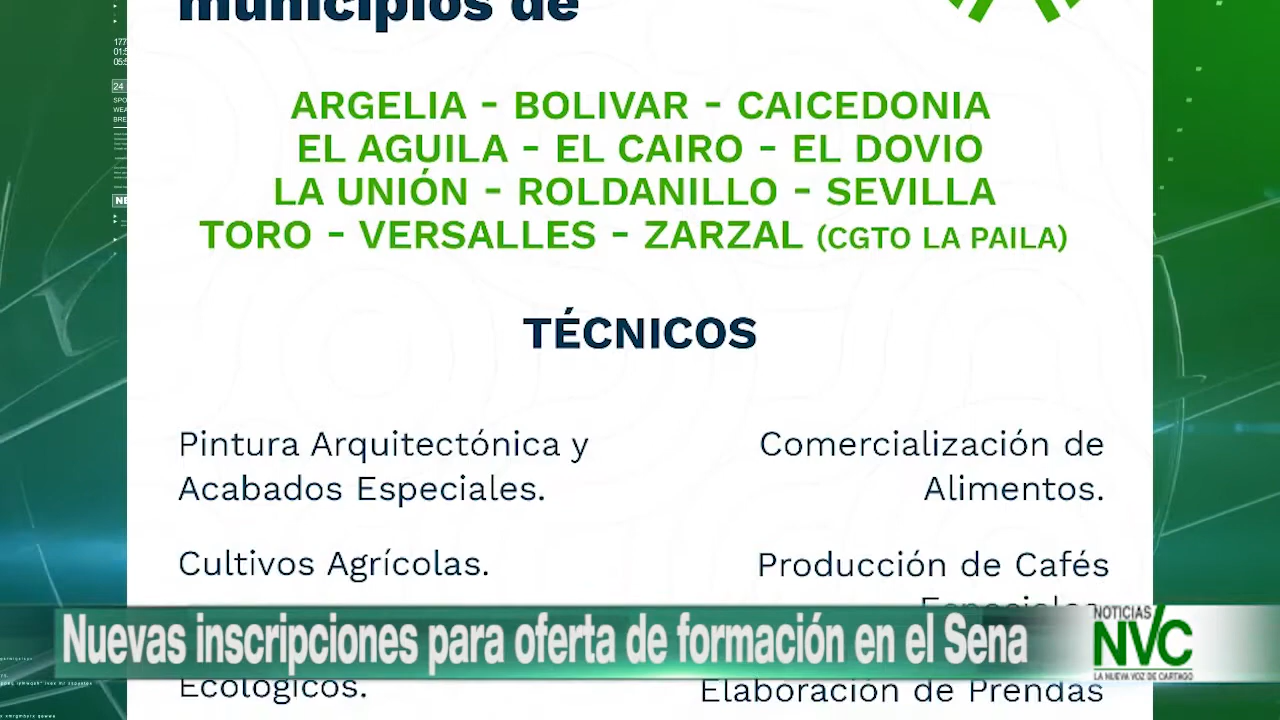 municipios de
ARGELIA - BOLIVAR - CAICEDONIA
EL AGUILA - EL CAIRO - EL DOVIO
LA UNIÓN - ROLDANILLO - SEVILLA
TORO - VERSALLES - ZARZAL (CGTO LA PAILA)
TÉCNICOS
Pintura Arquitectónica y
Acabados Especiales.
Comercialización de
Alimentos.
Cultivos Agrícolas.
Producción de Cafés
Especiales.
Ecológicos.
Elaboración de Prendas
Nuevas inscripciones para oferta de formación en el Sena
NOTICIAS
NVC
LA NUEVA VOZ DE CARTAGO
24